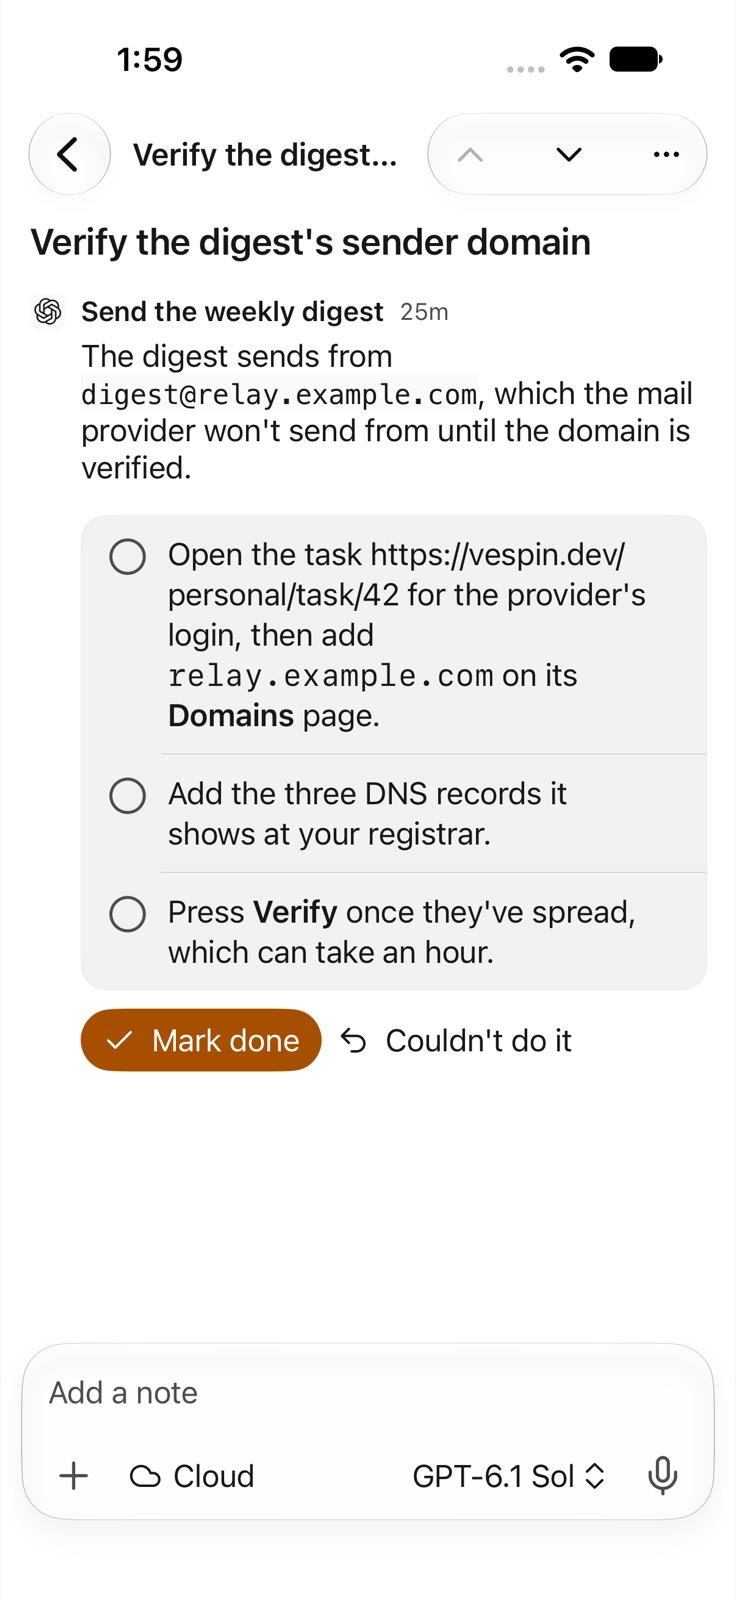 1:59
Verify the digest...
Verify the digest's sender domain
Send the weekly digest 25m
The digest sends from
digest@relay.example.com, which the mail
provider won't send from until the domain is
verified.
Open the task https://vespin.dev/
personal/task/42 for the provider's
login, then add
relay.example.com on its
Domains page.
Add the three DNS records it
shows at your registrar.
Press Verify once they've spread,
which can take an hour.
Mark done
Couldn't do it
Add a note
Cloud
GPT-6.1 Sol